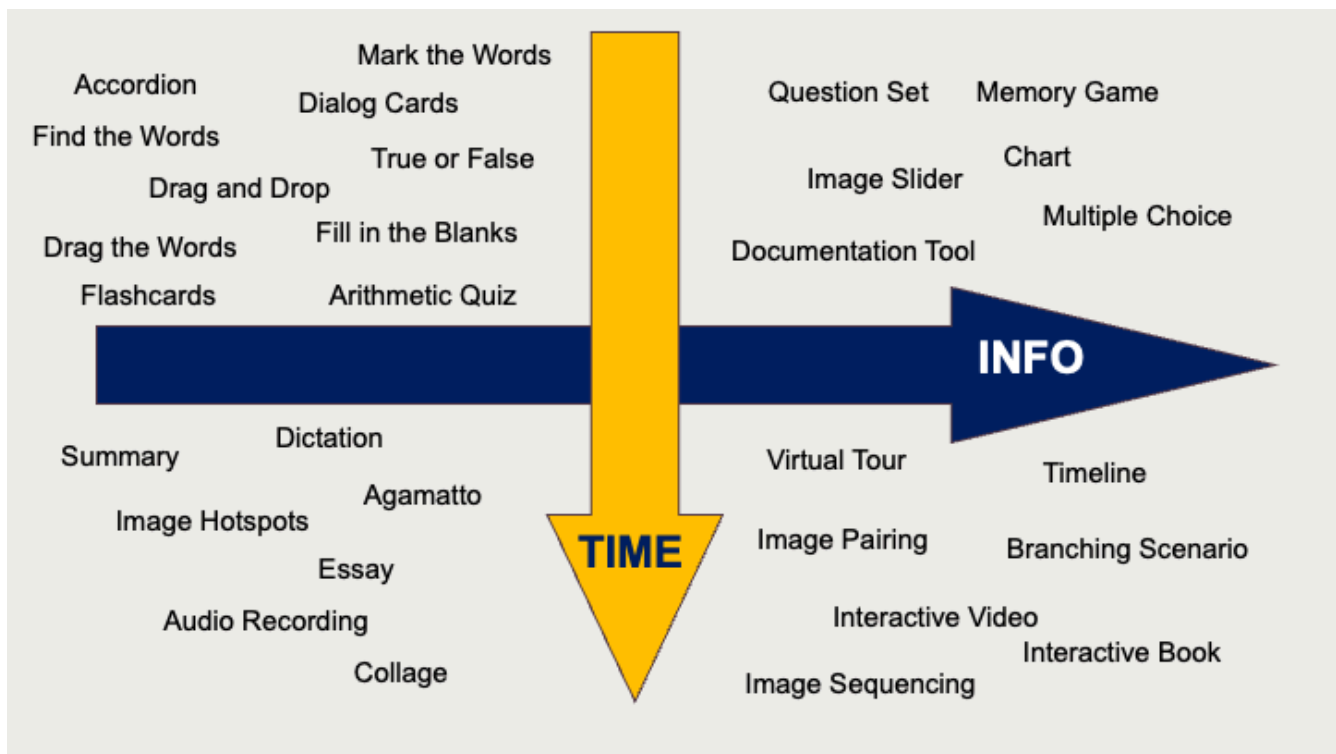 Mark the Words
Accordion
Dialog Cards
Find the Words
True or False
Drag and Drop
Fill in the Blanks
Drag the Words
Flashcards
Arithmetic Quiz
Question Set
Memory Game
Chart
Image Slider
Multiple Choice
Documentation Tool
INFO
TIME
Dictation
Summary
Agamatto
Image Hotspots
Essay
Audio Recording
Collage
Virtual Tour
Timeline
Image Pairing
Branching Scenario
Interactive Video
Interactive Book
Image Sequencing